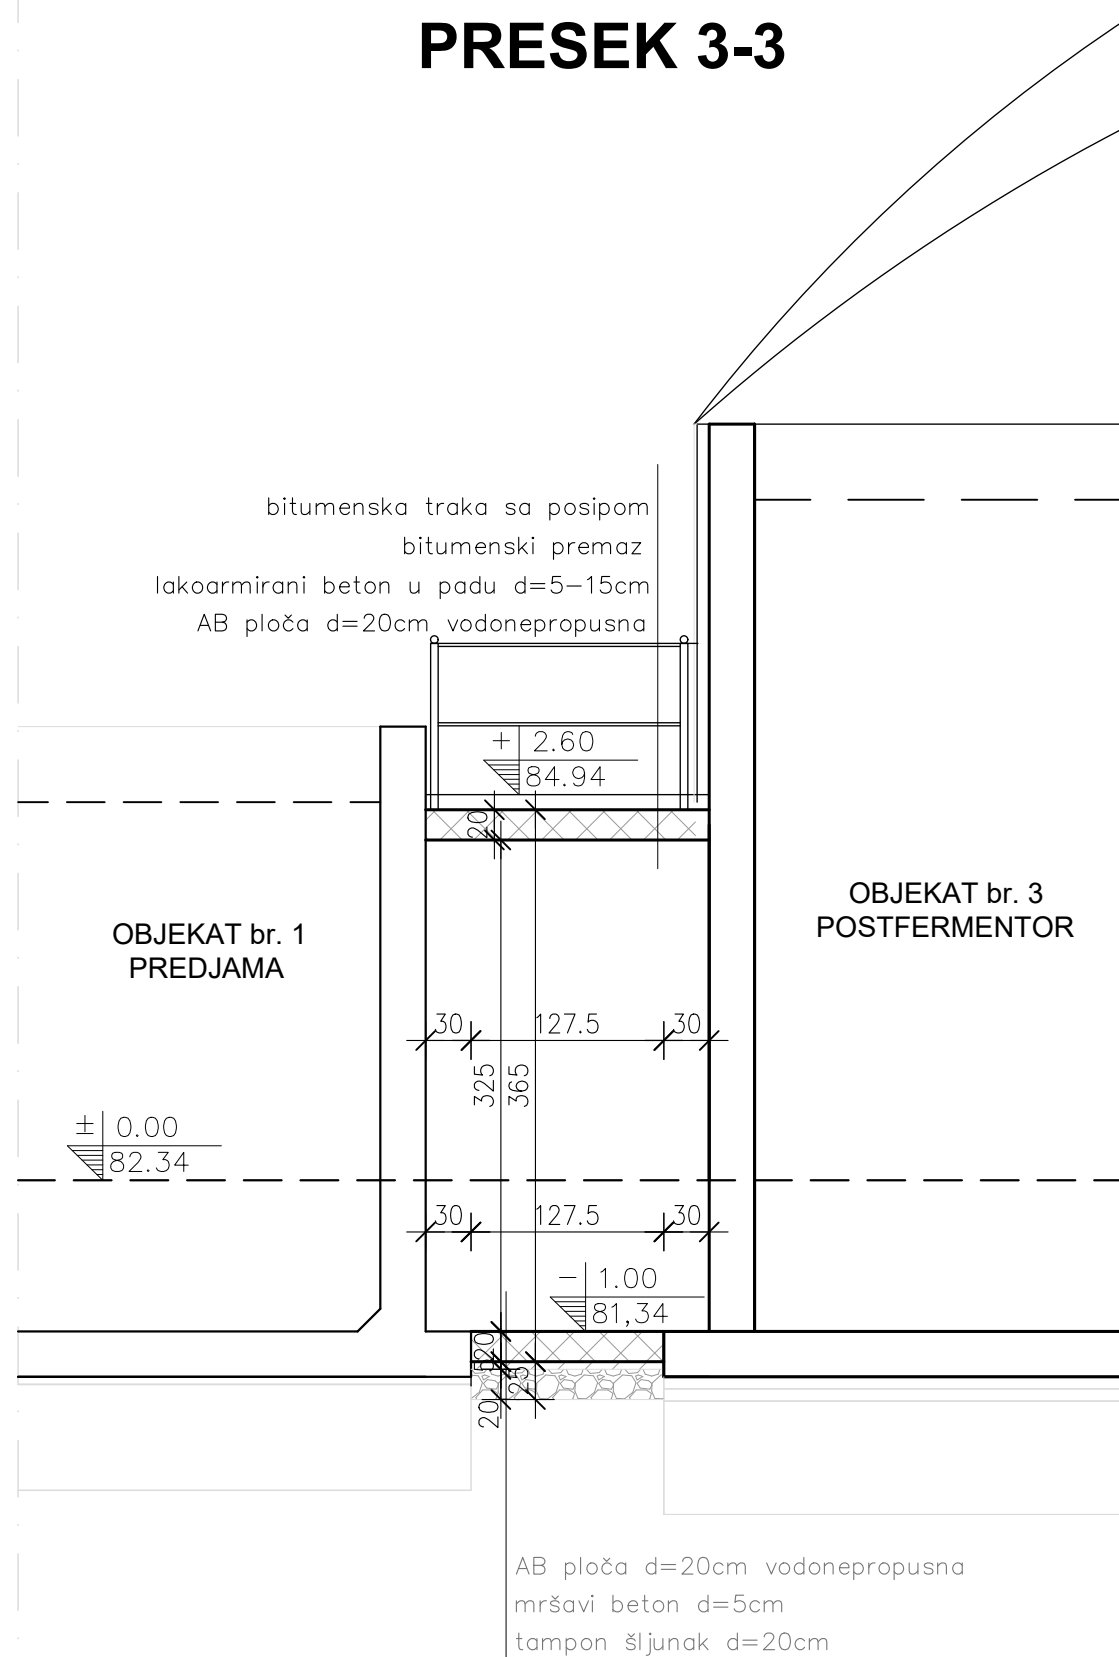 PRESEK 3-3
bitumenska traka sa posipom
bitumenski premaz
lakoarmirani beton u padu d=5-15cm
AB ploča d=20cm vodonepropusna
+ 2.60
84.94
20
OBJEKAT br. 1
PREDJAMA
OBJEKAT br. 3
POSTFERMENTOR
30 127.5 30
325
365
± 0.00
82.34
30 127.5 30
- 1.00
81,34
20
5
25
20
AB ploča d=20cm vodonepropusna
mršavi beton d=5cm
tampon šljunak d=20cm